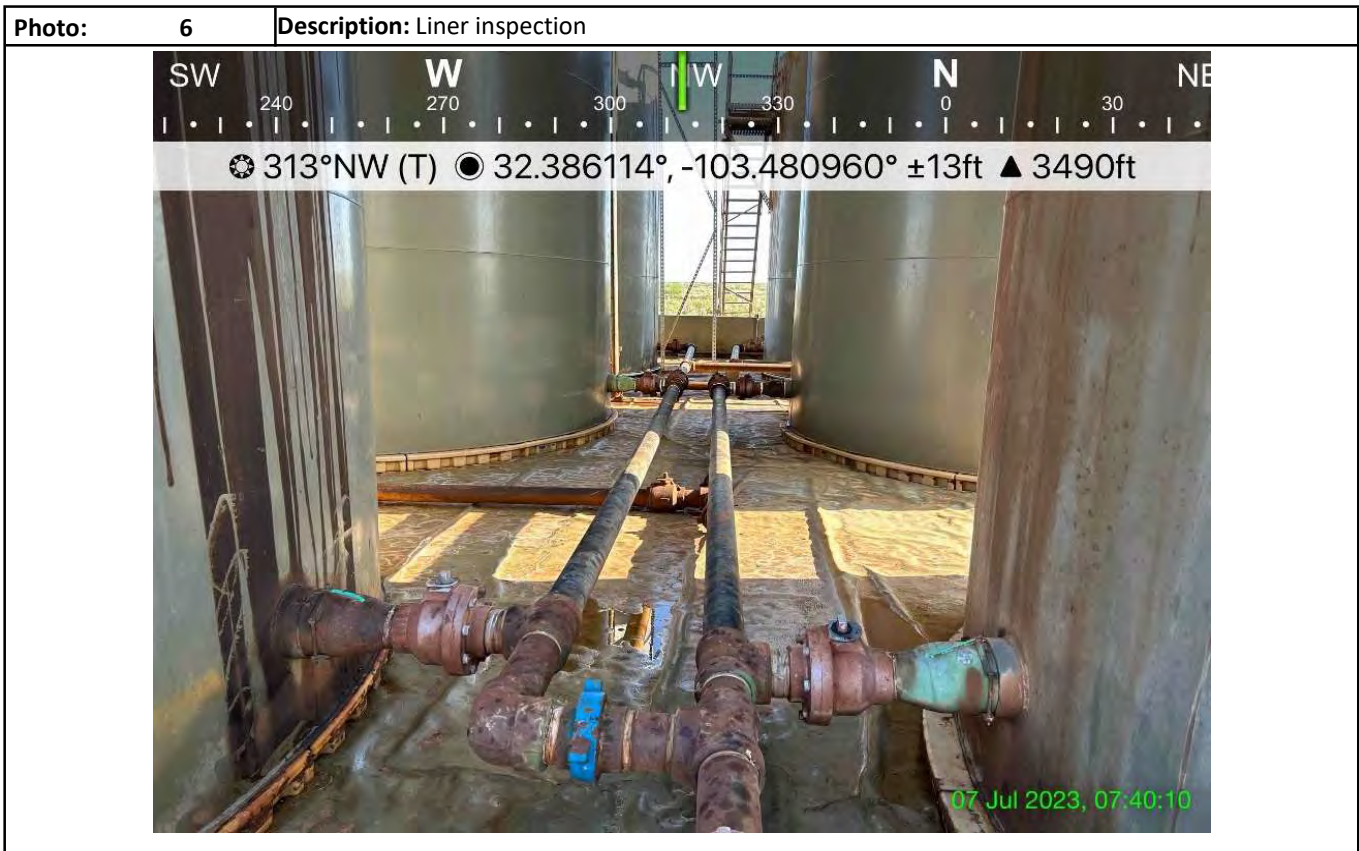 Photo: 6 Description: Liner inspection
SW W NW N NE
240 270 300 330 0 30
313°NW (T) 32.386114°, -103.480960° ±13ft ▲ 3490ft
07 Jul 2023, 07:40:10